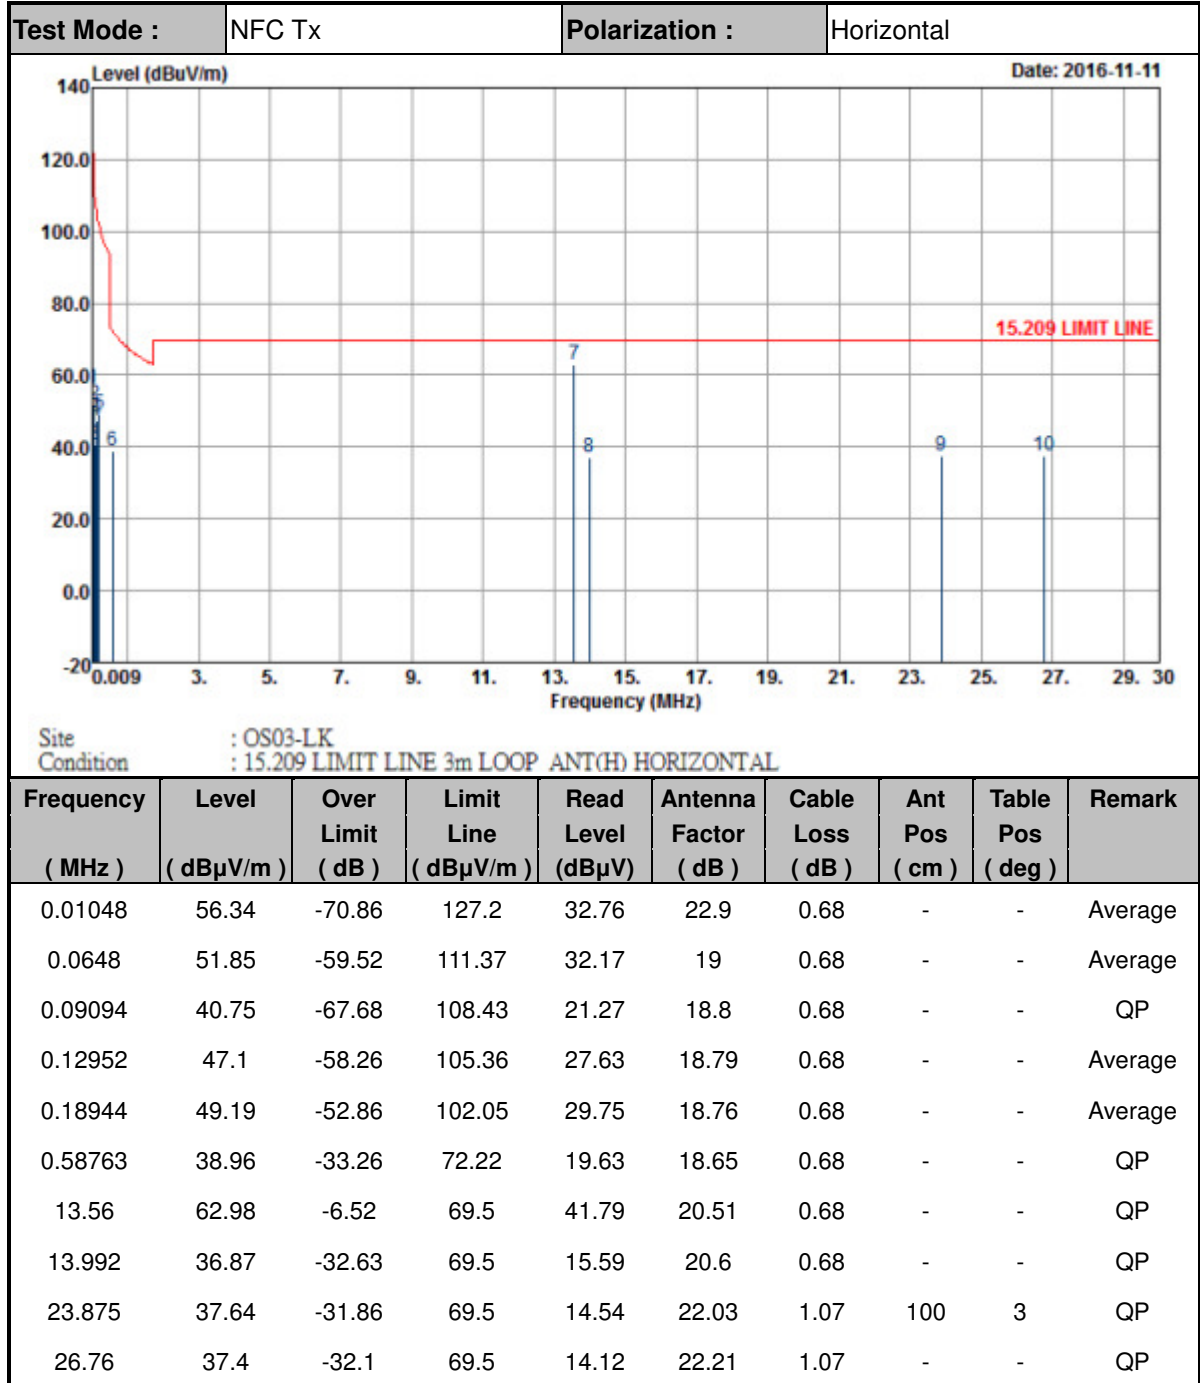 Test Mode : NFC Tx Polarization : Horizontal
Level (dBuV/m) Date: 2016-11-11
140
120.0
100.0
80.0
15.209 LIMIT LINE
7
60.0
6 8 9 10
40.0
20.0
0.0
-20
0.009 3. 5. 7. 9. 11. 13. 15. 17. 19. 21. 23. 25. 27. 29. 30
Frequency (MHz)
Site : OS03-LK
Condition : 15.209 LIMIT LINE 3m LOOP ANT(H) HORIZONTAL
Frequency Level Over Limit Read Antenna Cable Ant Table Remark
Limit Line Level Factor Loss Pos Pos
( MHz ) ( dBµV/m ) ( dB ) ( dBµV/m ) (dBµV) ( dB ) ( dB ) ( cm ) ( deg )
0.01048 56.34 -70.86 127.2 32.76 22.9 0.68 - - Average
0.0648 51.85 -59.52 111.37 32.17 19 0.68 - - Average
0.09094 40.75 -67.68 108.43 21.27 18.8 0.68 - - QP
0.12952 47.1 -58.26 105.36 27.63 18.79 0.68 - - Average
0.18944 49.19 -52.86 102.05 29.75 18.76 0.68 - - Average
0.58763 38.96 -33.26 72.22 19.63 18.65 0.68 - - QP
13.56 62.98 -6.52 69.5 41.79 20.51 0.68 - - QP
13.992 36.87 -32.63 69.5 15.59 20.6 0.68 - - QP
23.875 37.64 -31.86 69.5 14.54 22.03 1.07 100 3 QP
26.76 37.4 -32.1 69.5 14.12 22.21 1.07 - - QP